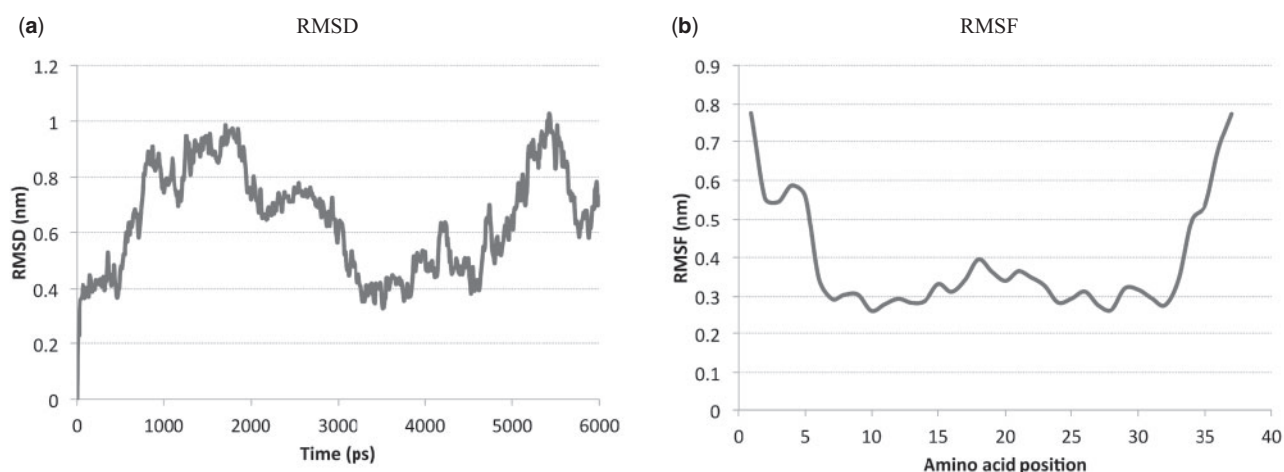 (a) RMSD
1.2
1
0.8
0.6
0.4
0.2
0
RMSD (nm)
0 1000 2000 3000 4000 5000 6000
Time (ps)
(b) RMSF
0.9
0.8
0.7
0.6
0.5
0.4
0.3
0.2
0.1
0
RMSF (nm)
0 5 10 15 20 25 30 35 40
Amino acid position